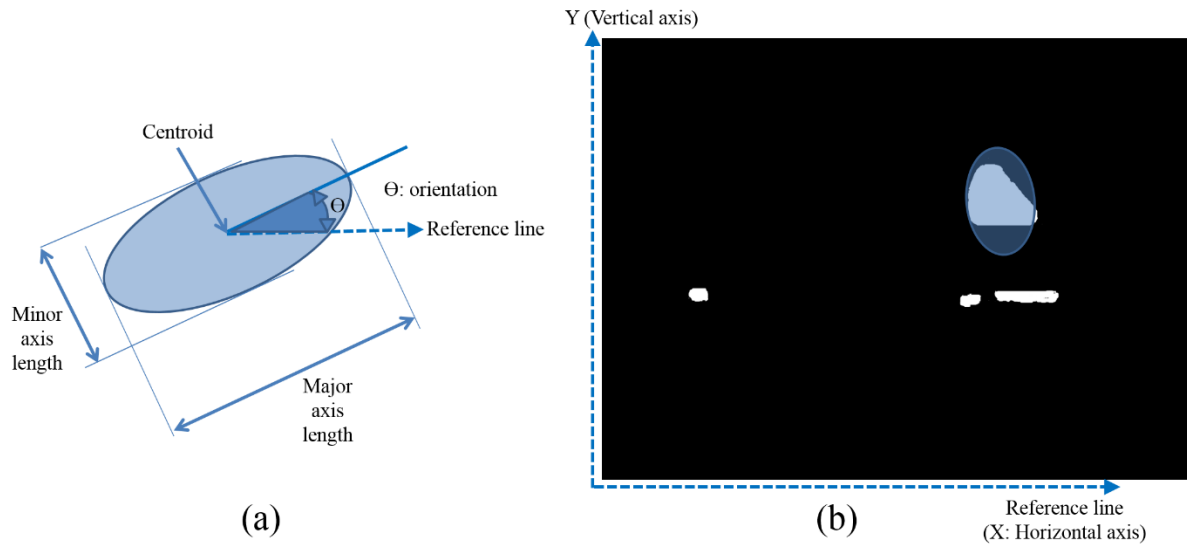 Centroid
Ɵ: orientation
Ɵ
Reference line
Minor
axis
length
Major
axis
length
(a)
Y (Vertical axis)
Reference line
(X: Horizontal axis)
(b)